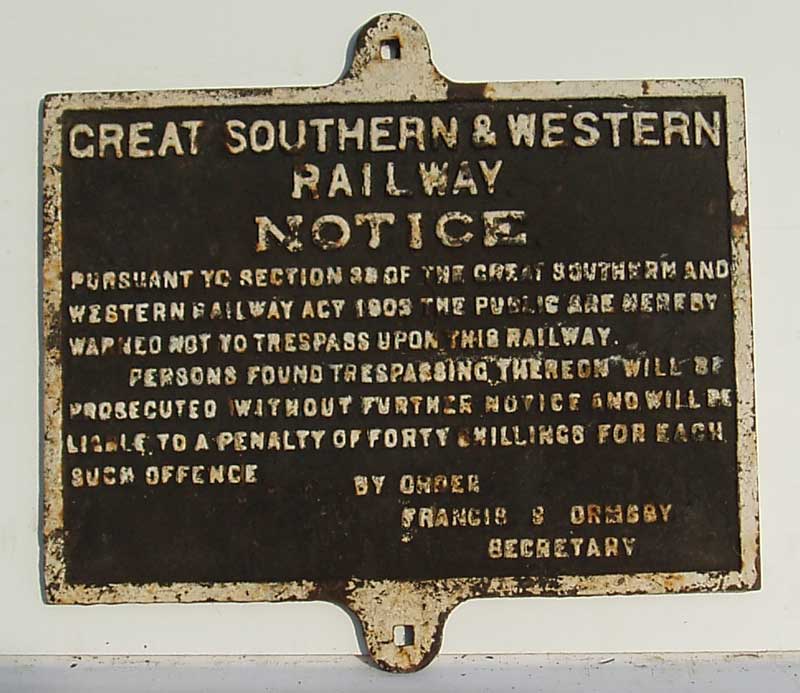 GREAT SOUTHERN & WESTERN
RAILWAY
NOTICE
PURSUANT TO SECTION OF THE GREAT SOUTHERN AND
WESTERN RAILWAY ACT THE PUBLIC ARE HEREBY
WARNED NOT TO TRESPASS UPON THIS RAILWAY.
PERSONS FOUND TRESPASSING THEREON WILL BE
PROSECUTED WITHOUT FURTHER NOTICE AND WILL BE
LIABLE TO A PENALTY OF FORTY SHILLINGS FOR EACH
SUCH OFFENCE
BY ORDER
FRANCIS B ORMSBY
SECRETARY